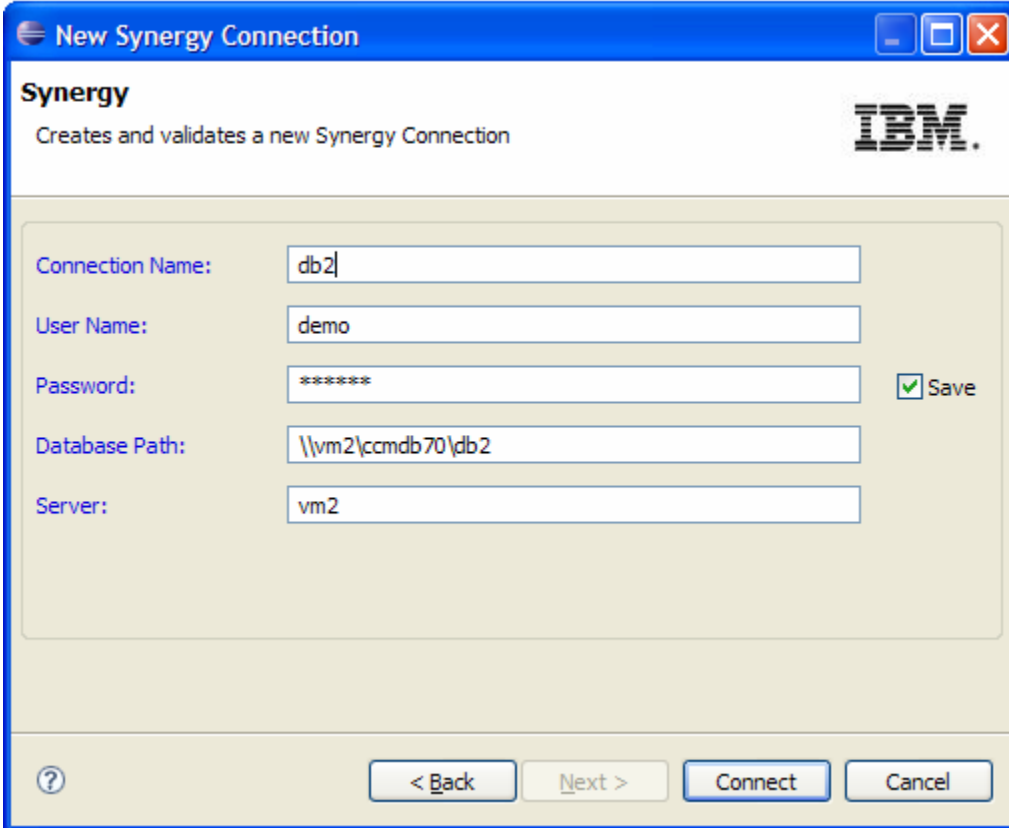 New Synergy Connection
Synergy
Creates and validates a new Synergy Connection
IBM.
Connection Name: db2
User Name: demo
Password: ****** Save
Database Path: \\vm2\ccmdb70\db2
Server: vm2
? < Back Next > Connect Cancel